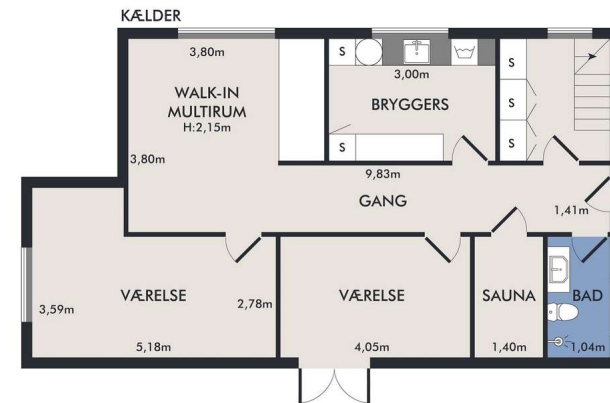 KÆLDER
3,80m
WALK-IN
MULTIRUM
H:2,15m
3,80m
S
3,00m
BRYGGERS
S
S
S
S
9,83m
GANG
1,41m
VÆRELSE
3,59m
2,78m
5,18m
VÆRELSE
4,05m
SAUNA
1,40m
BAD
1,04m